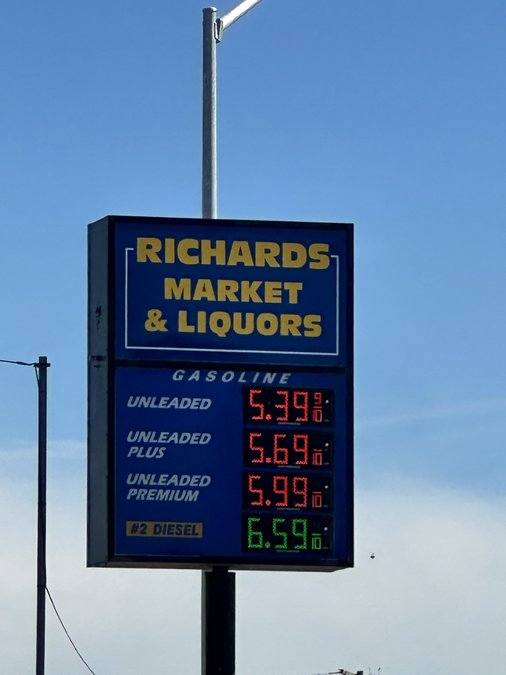 RICHARDS
MARKET
& LIQUORS
GASOLINE
UNLEADED 5.39 9/10
UNLEADED
PLUS 5.69 9/10
UNLEADED
PREMIUM 5.99 9/10
#2 DIESEL 6.59 9/10